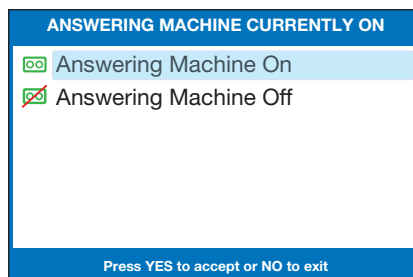 ANSWERING MACHINE CURRENTLY ON
Answering Machine On
Answering Machine Off
Press YES to accept or NO to exit